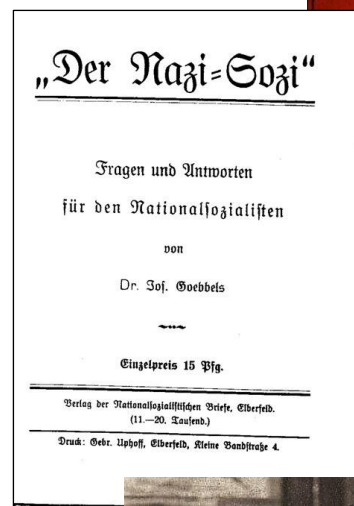 „Der Nazi=Sozi“
Fragen und Antworten
für den Nationalsozialisten
von
Dr. Jos. Goebbels
Einzelpreis 15 Pfg.
Verlag der Nationalsozialistischen Briefe, Elberfeld.
(11.—20. Tausend.)
Druck: Gebr. Uphoff, Elberfeld, Kleine Bandstraße 4.